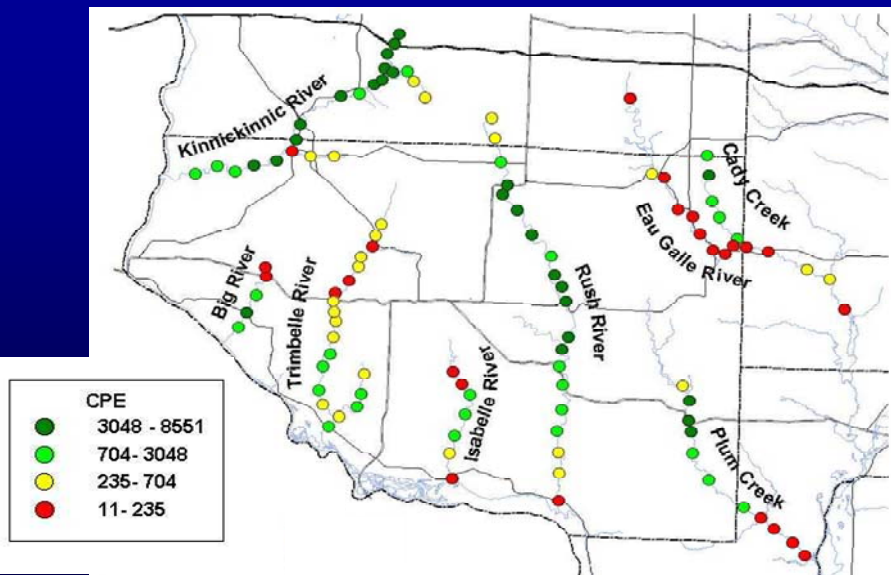 Kinnickinnic River
Cady Creek
Eau Galle River
Big River
Trimbelle River
Rush River
Isabelle River
Plum Creek
CPE
3048 - 8551
704- 3048
235- 704
11- 235